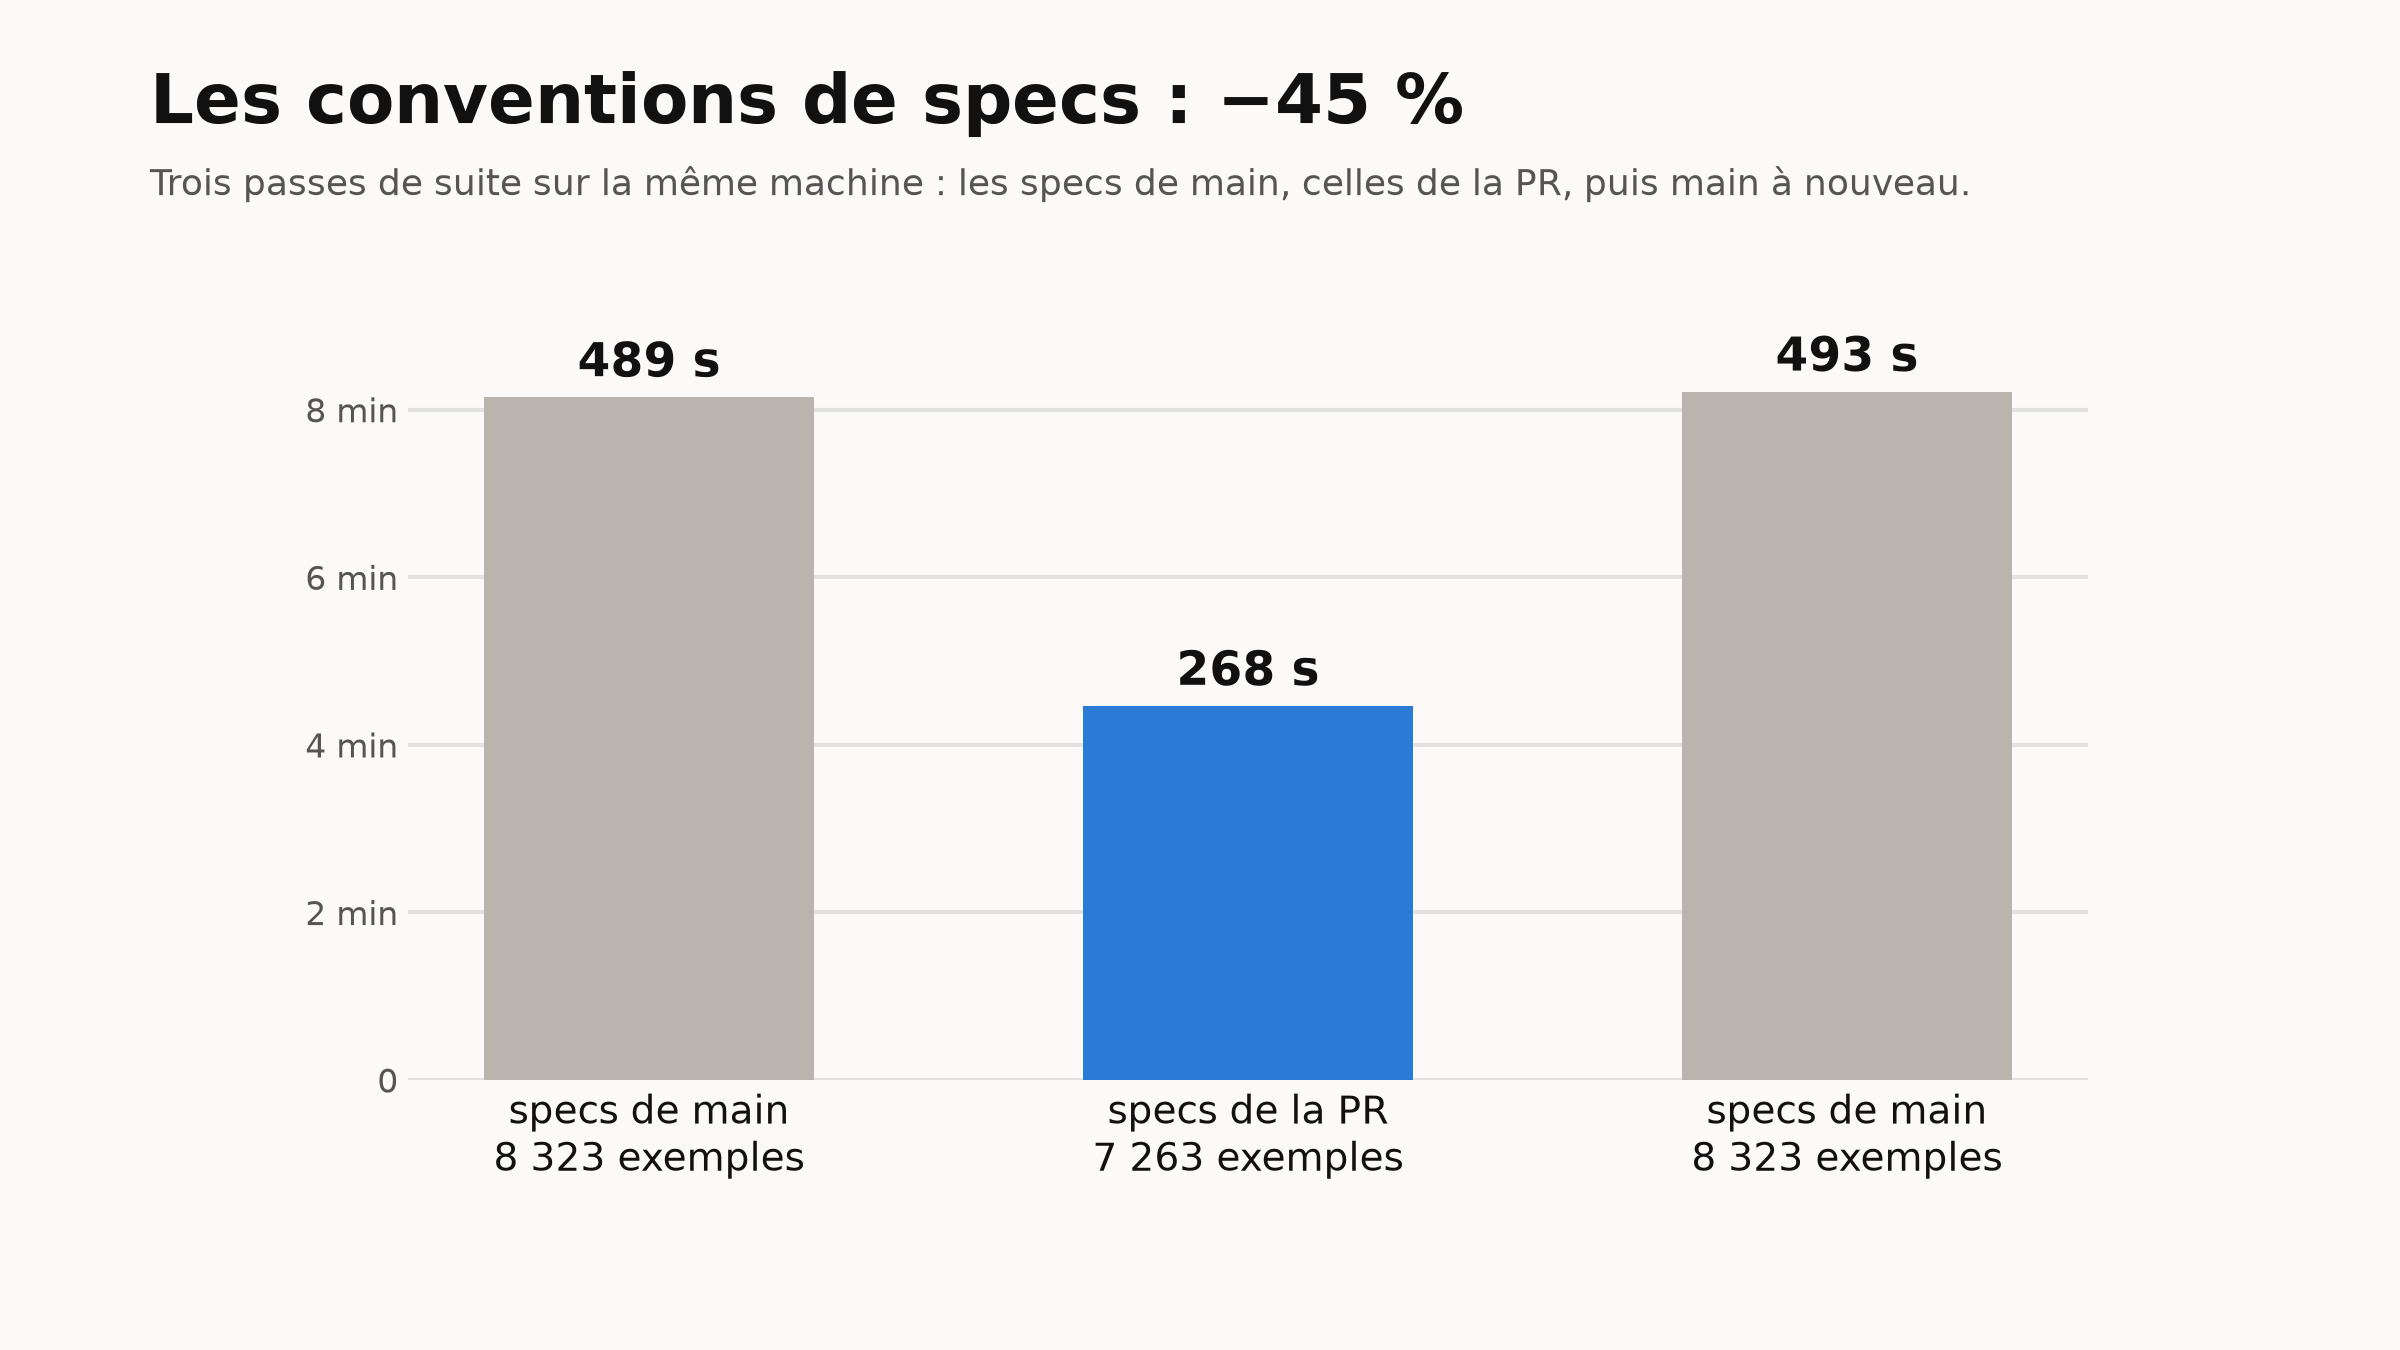 Les conventions de specs : −45 %
Trois passes de suite sur la même machine : les specs de main, celles de la PR, puis main à nouveau.
489 s
493 s
268 s
8 min
6 min
4 min
2 min
0
specs de main
8 323 exemples
specs de la PR
7 263 exemples
specs de main
8 323 exemples